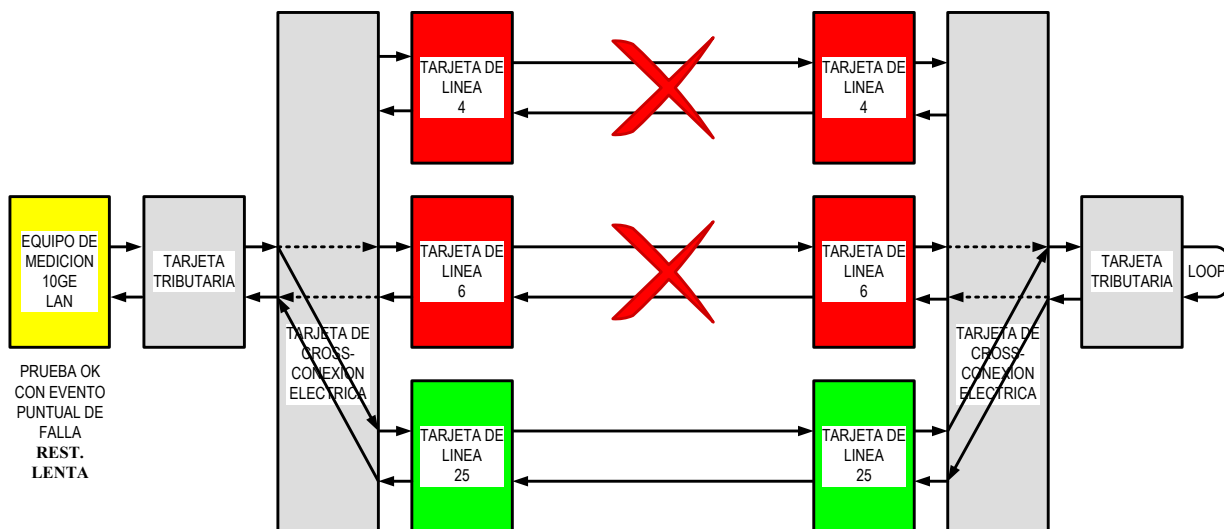 TARJETA DE
LINEA
4
TARJETA DE
LINEA
4
EQUIPO DE
MEDICION
10GE
LAN
TARJETA
TRIBUTARIA
TARJETA DE
LINEA
6
TARJETA DE
LINEA
6
TARJETA
TRIBUTARIA
LOOP
TARJETA DE
CROSS-
CONEXION
ELECTRICA
TARJETA DE
CROSS-
CONEXION
ELECTRICA
PRUEBA OK
CON EVENTO
PUNTUAL DE
FALLA
REST.
LENTA
TARJETA DE
LINEA
25
TARJETA DE
LINEA
25